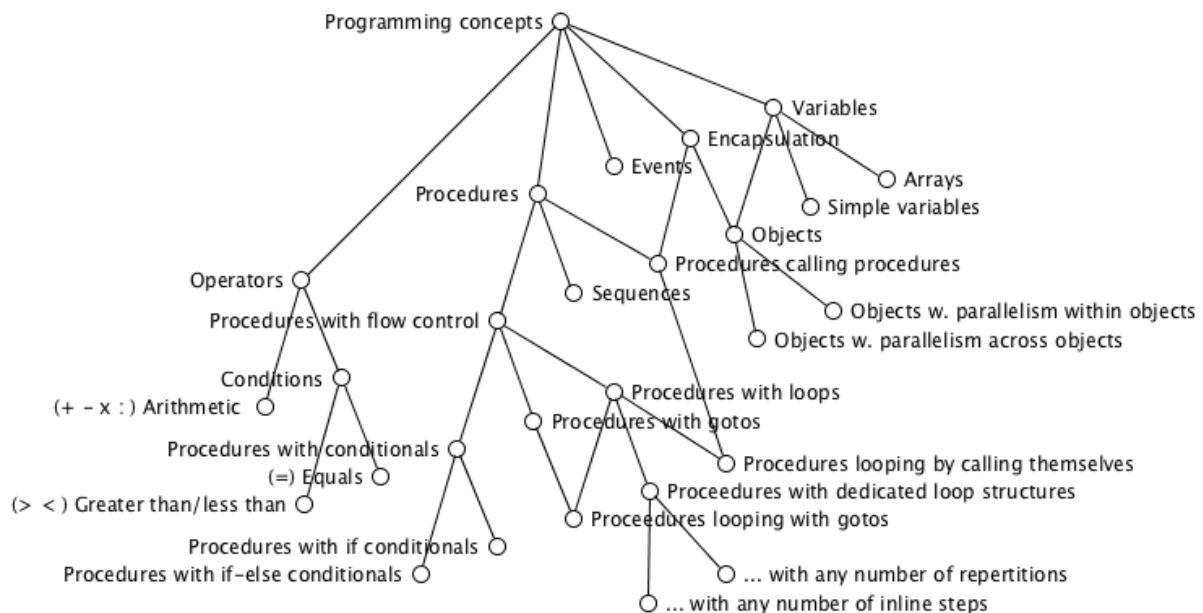 Programming concepts
Variables
Encapsulation
Events
Arrays
Procedures
Simple variables
Objects
Procedures calling procedures
Operators
Sequences
Objects w. parallelism within objects
Procedures with flow control
Objects w. parallelism across objects
Conditions
Procedures with loops
(+ – x : ) Arithmetic
Procedures with gotos
Procedures with conditionals
Procedures looping by calling themselves
(=) Equals
Proceedures with dedicated loop structures
(> < ) Greater than/less than
Proceedures looping with gotos
Procedures with if conditionals
Procedures with if–else conditionals
... with any number of repetitions
... with any number of inline steps